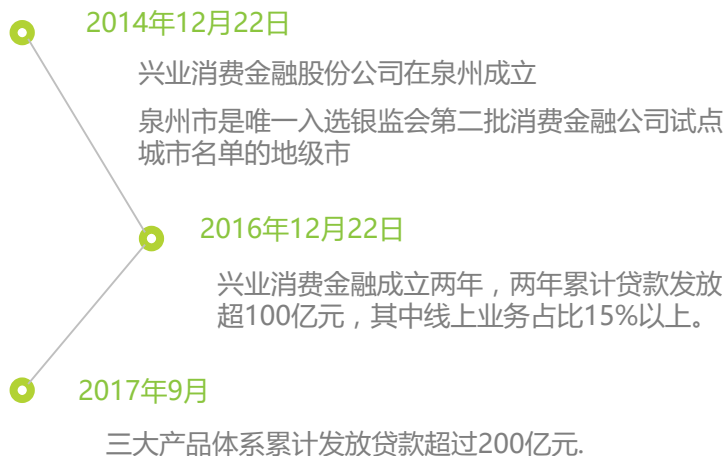 2014年12月22日
兴业消费金融股份公司在泉州成立
泉州市是唯一入选银监会第二批消费金融公司试点
城市名单的地级市
2016年12月22日
兴业消费金融成立两年，两年累计贷款发放
超100亿元，其中线上业务占比15%以上。
2017年9月
三大产品体系累计发放贷款超过200亿元.